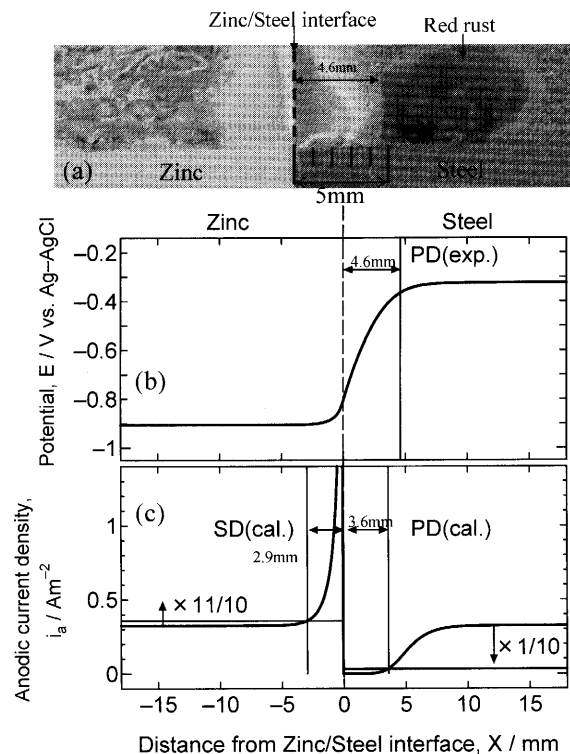 Zinc/Steel interface
Red rust
4.6mm
(a)
Zinc
Steel
5mm
Zinc
Steel
Potential, E / V vs. Ag–AgCl
−0.2
−0.4
−0.6
−0.8
−1
4.6mm
PD(exp.)
(b)
Anodic current density,
i_a / Am⁻²
1
0.5
0
(c)
SD(cal.)
2.9mm
3.6mm
PD(cal.)
× 11/10
× 1/10
−15
−10
−5
0
5
10
15
Distance from Zinc/Steel interface, X / mm